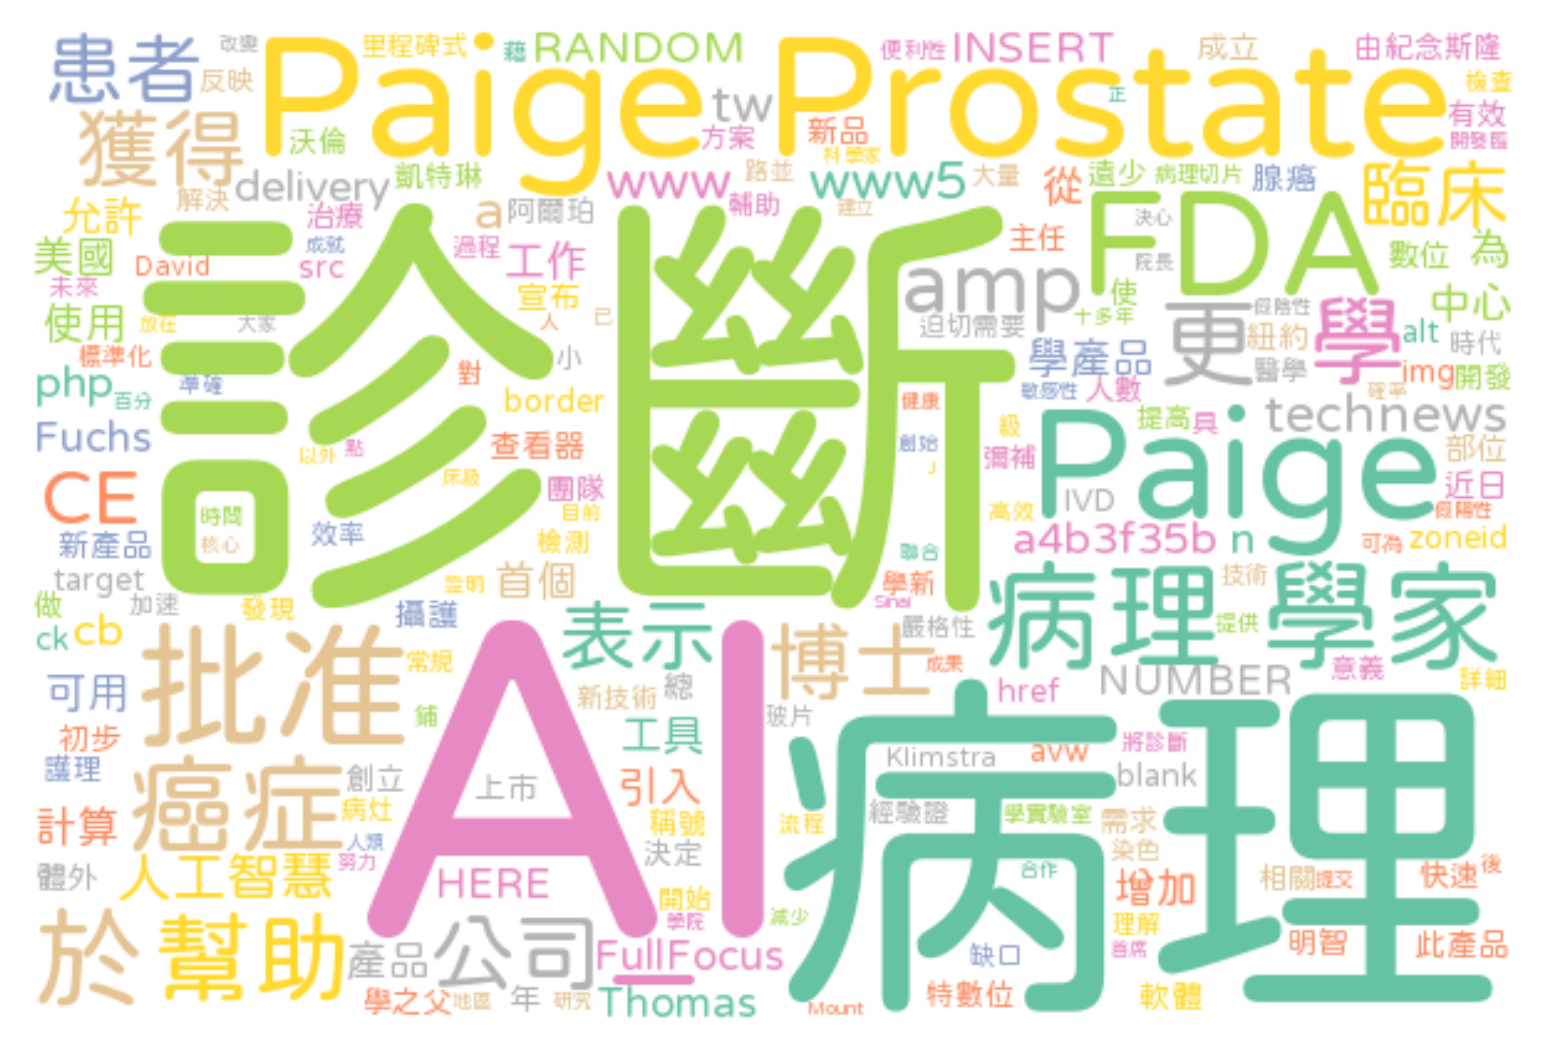 患者 改變 Paige Prostate 里程碑式 藉 RANDOM 便利性 INSERT 成立 由紀念斯隆
反映 tw 正 檢查
獲得 沃倫 方案 新品 有效
科學家 開發區
解決 delivery 凱特琳 www 路並 www5 大量 從 遠少 病理切片 腺癌 臨床
允許 治療 a 阿爾珀 輔助 建立 FDA 決心
美國 David 成就 src 過程 工作 診斷 主任 院長 數位 為
未來 宣布 amp 使 假陰性 中心
使用 放在 大家 人 已 迫切需要 十多年 更 紐約 學 alt 時代
標準化 小 學產品 醫學
php 百分 準確 對 border 健康 敏感性 人數 確率 img 開發
Fuchs 以外 點 查看器 級 創始 提高 具 technews
CE 床級 團隊 彌補 Paige 部位
時間 目前 」 IVD 近日
新產品 核心 效率 檢測 高效 a4b3f35b n 假陽性 可為 zoneid
target 首個 聯合 學新 技術
做 加速 發現 證明 攝護 Sinai 嚴格性 病理學家 提供
ck cb 批准 常規 表示 博士 成果 意義
可用 AI 新技術 總 href NUMBER 詳細
初步 鋪 工具 玻片 病理 將診斷
護理 癌症 創立 上市 引入 Klimstra avw blank
計算 病灶 稱號 流程 經驗證 學實驗室 需求
體外 人工智慧 人類 努力 HERE 決定 合作 染色 相關 提交 快速 後
於 幫助 開始 增加
學院 減少 理解
產品 公司 FullFocus 缺口 首席 明智 此產品
學之父 地區 年 研究 Thomas Mount 特數位 軟體